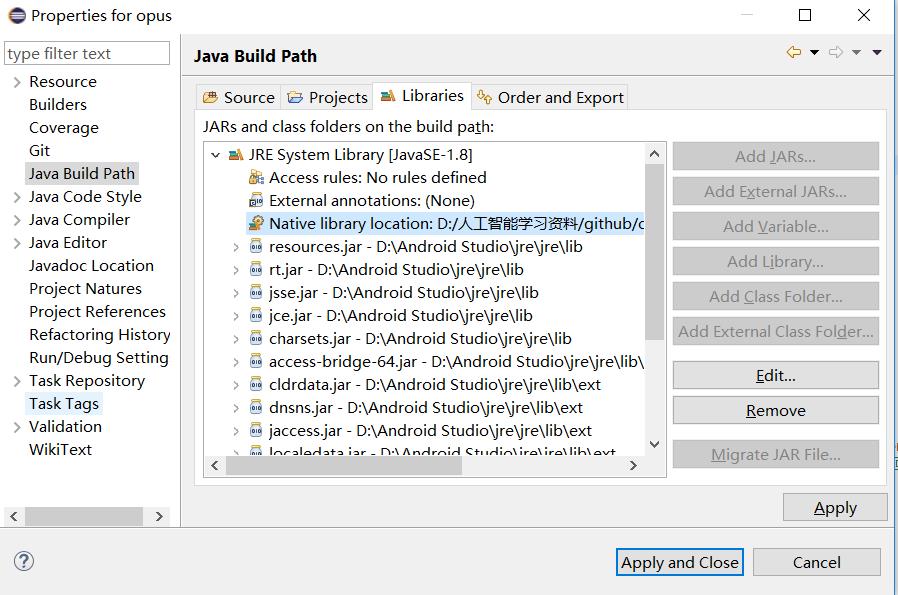 Properties for opus
type filter text
Java Build Path
Resource
Builders
Coverage
Git
Java Build Path
Java Code Style
Java Compiler
Java Editor
Javadoc Location
Project Natures
Project References
Refactoring History
Run/Debug Setting
Task Repository
Task Tags
Validation
WikiText
Source Projects Libraries Order and Export
JARs and class folders on the build path:
JRE System Library [JavaSE-1.8]
Access rules: No rules defined
External annotations: (None)
Native library location: D:/人工智能学习资料/github/
resources.jar - D:\Android Studio\jre\jre\lib
rt.jar - D:\Android Studio\jre\jre\lib
jsse.jar - D:\Android Studio\jre\jre\lib
jce.jar - D:\Android Studio\jre\jre\lib
charsets.jar - D:\Android Studio\jre\jre\lib
access-bridge-64.jar - D:\Android Studio\jre\jre\lib\
cldrdata.jar - D:\Android Studio\jre\jre\lib\ext
dnsns.jar - D:\Android Studio\jre\jre\lib\ext
jaccess.jar - D:\Android Studio\jre\jre\lib\ext
localedata.jar - D:\Android Studio\jre\jre\lib\ext
Add JARs...
Add External JARs...
Add Variable...
Add Library...
Add Class Folder...
Add External Class Folder...
Edit...
Remove
Migrate JAR File...
Apply
Apply and Close
Cancel